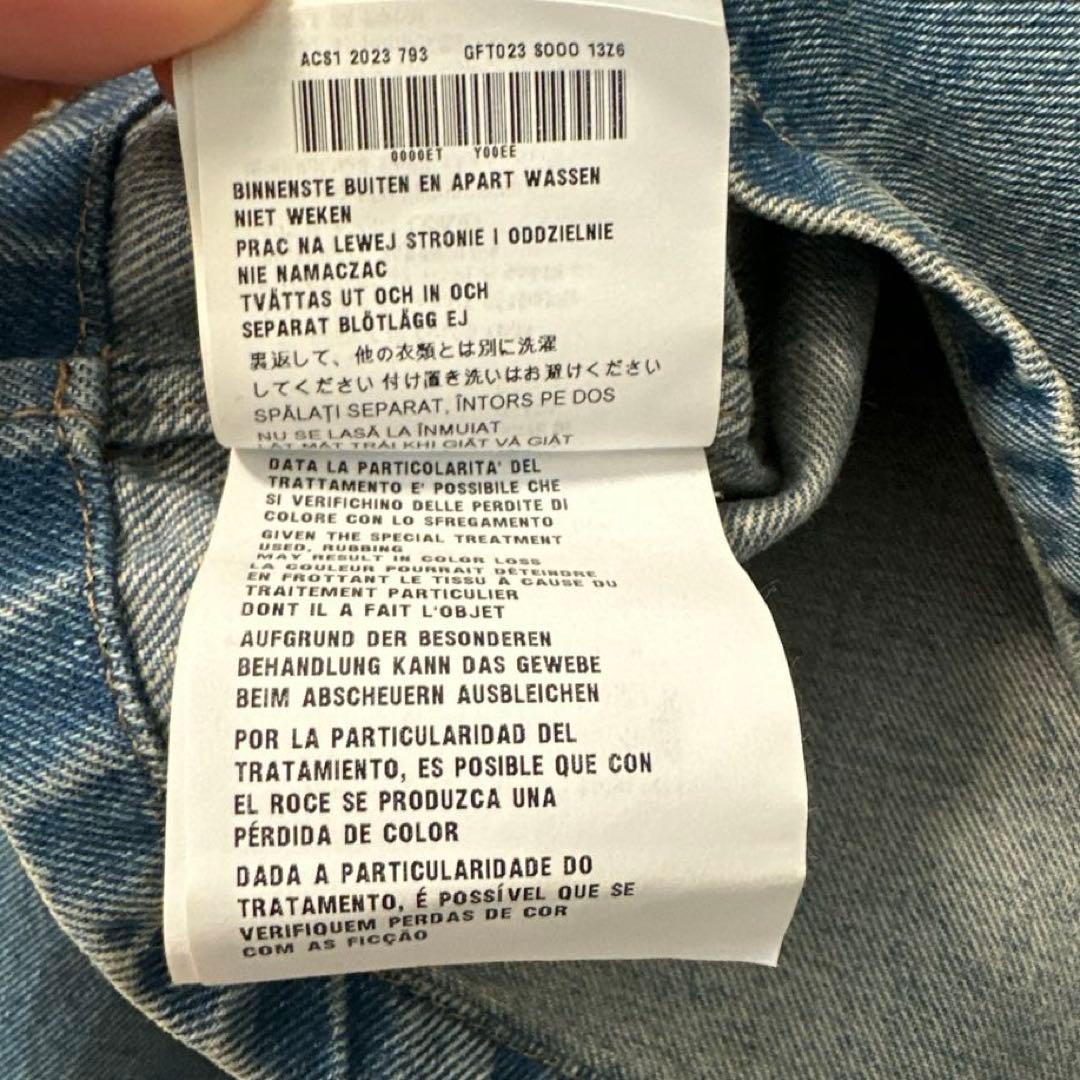 ACS1 2023 793 GFT023 S000 13Z6
0000ET Y00EE
BINNENSTE BUITEN EN APART WASSEN
NIET WEKEN
PRAC NA LEWEJ STRONIE I ODDZIELNIE
NIE NAMACZAC
TVÄTTAS UT OCH IN OCH
SEPARAT BLÖTLÄGG EJ
裏返して、他の衣類とは別に洗濯
してください 付け置き洗いはお避けください
SPĂLAȚI SEPARAT, ÎNTORS PE DOS
NU SE LASĂ LA ÎNMUIAT
LẬT MẶT TRÁI KHI GIẶT VÀ GIẶT
DATA LA PARTICOLARITA' DEL
TRATTAMENTO E' POSSIBILE CHE
SI VERIFICHINO DELLE PERDITE DI
COLORE CON LO SFREGAMENTO
GIVEN THE SPECIAL TREATMENT
USED, RUBBING
MAY RESULT IN COLOR LOSS
LA COULEUR POURRAIT DÉTEINDRE
EN FROTTANT LE TISSU À CAUSE DU
TRAITEMENT PARTICULIER
DONT IL A FAIT L'OBJET
AUFGRUND DER BESONDEREN
BEHANDLUNG KANN DAS GEWEBE
BEIM ABSCHEUERN AUSBLEICHEN
POR LA PARTICULARIDAD DEL
TRATAMIENTO, ES POSIBLE QUE CON
EL ROCE SE PRODUZCA UNA
PÉRDIDA DE COLOR
DADA A PARTICULARIDADE DO
TRATAMENTO, É POSSÍVEL QUE SE
VERIFIQUEM PERDAS DE COR
COM AS FICÇÃO